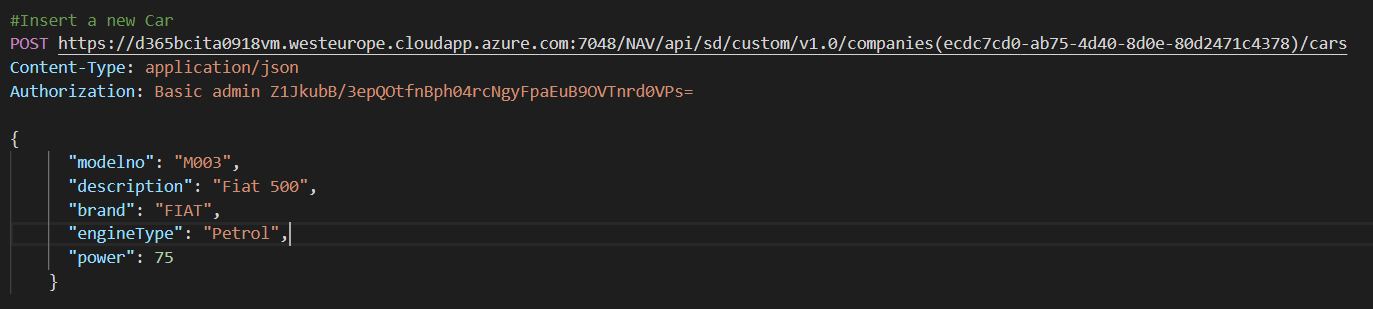 #Insert a new Car
POST https://d365bcita0918vm.westeurope.cloudapp.azure.com:7048/NAV/api/sd/custom/v1.0/companies(ecdc7cd0-ab75-4d40-8d0e-80d2471c4378)/cars
Content-Type: application/json
Authorization: Basic admin Z1JkubB/3epQOtfnBph04rcNgyFpaEuB9OVTnrd0VPs=
{
"modelno": "M003",
"description": "Fiat 500",
"brand": "FIAT",
"engineType": "Petrol",
"power": 75
}